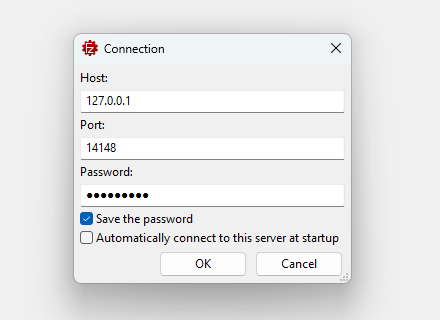 Connection
Host:
127.0.0.1
Port:
14148
Password:
●●●●●●●●●
Save the password
Automatically connect to this server at startup
OK Cancel